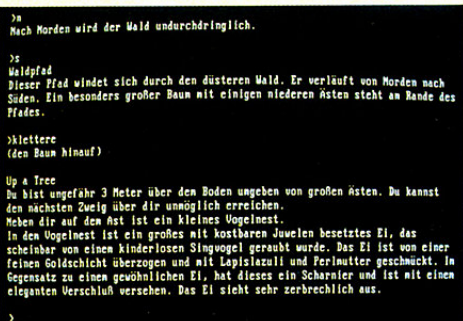 >n
Nach Norden wird der Wald undurchdringlich.
>s
Waldpfad
Dieser Pfad windet sich durch den düsteren Wald. Er verläuft von Norden nach
Süden. Ein besonders großer Baum mit einigen niederen Ästen steht am Rande des
Pfades.
>klettere
(den Baum hinauf)
Up a Tree
Du bist ungefähr 3 Meter über dem Boden umgeben von großen Ästen. Du kannst
den nächsten Zweig über dir unmöglich erreichen.
Neben dir auf dem Ast ist ein kleines Vogelnest.
In dem Vogelnest ist ein großes mit kostbaren Juwelen besetztes Ei, das
scheinbar von einem kinderlosen Singvogel geraubt wurde. Das Ei ist von einer
feinen Goldschicht überzogen und mit Lapislazuli und Perlmutter geschmückt. Im
Gegensatz zu einem gewöhnlichen Ei, hat dieses ein Scharnier und ist mit einem
eleganten Verschluß versehen. Das Ei sieht sehr zerbrechlich aus.
>